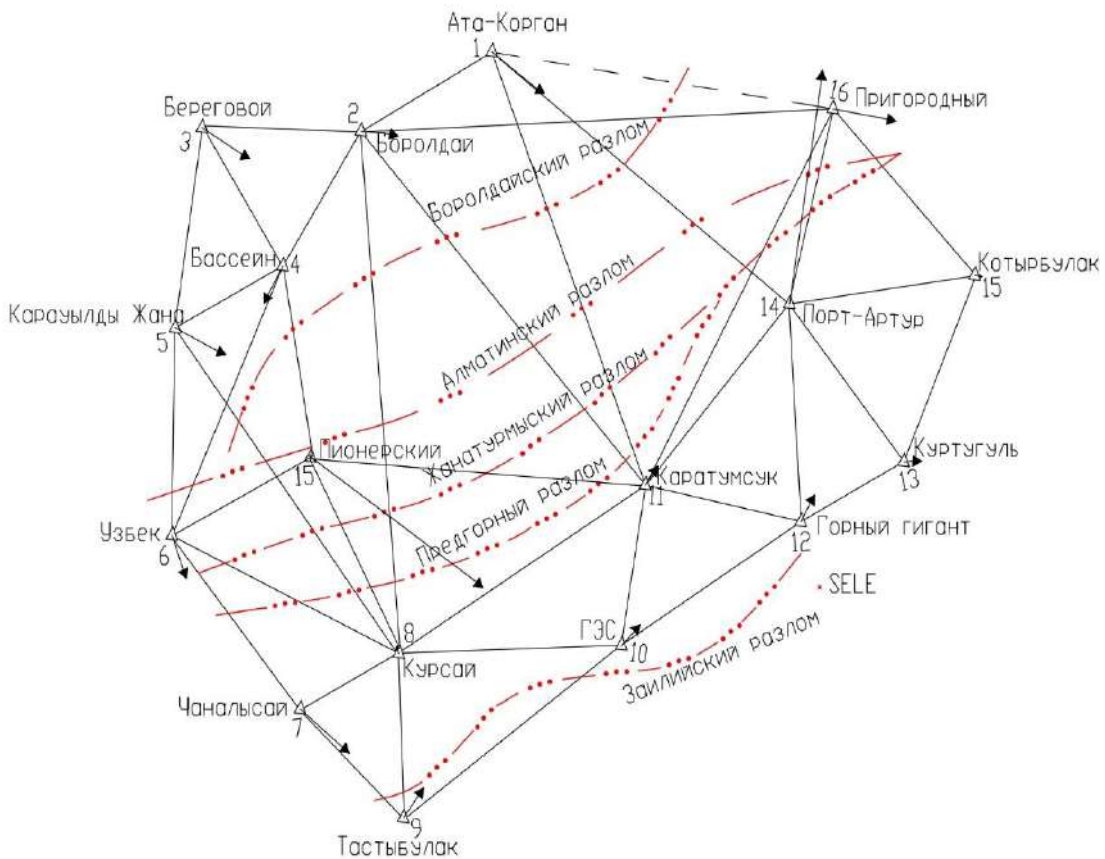 Ата-Корган
1
16
Пригородный
Береговой
3
2
Боролдай
Боролдайский разлом
Бассейн
4
Котырбулак
15
Карауылды Жана
5
Алматинский разлом
14
Порт-Артур
Жанатурмыский разлом
Пионерский
15
Куртугуль
13
Каратумсук
11
Предгорный разлом
Узбек
6
Горный гигант
12
SELE
8
Курсай
ГЭС
10
Заилийский разлом
Чаналысай
7
9
Тастыбулак